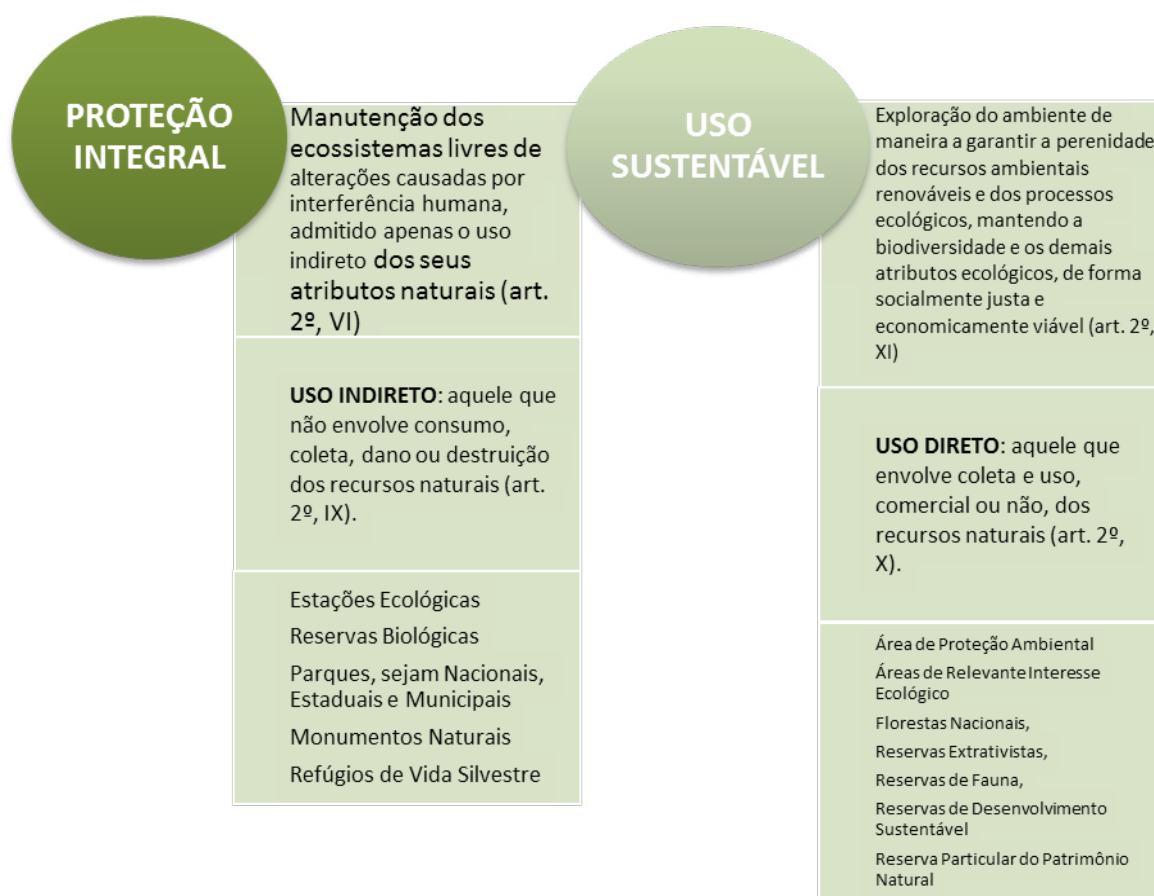 PROTEÇÃO
INTEGRAL
Manutenção dos
ecossistemas livres de
alterações causadas por
interferência humana,
admitido apenas o uso
indireto dos seus
atributos naturais (art.
2º, VI)
USO INDIRETO: aquele que
não envolve consumo,
coleta, dano ou destruição
dos recursos naturais (art.
2º, IX).
Estações Ecológicas
Reservas Biológicas
Parques, sejam Nacionais,
Estaduais e Municipais
Monumentos Naturais
Refúgios de Vida Silvestre
USO
SUSTENTÁVEL
Exploração do ambiente de
maneira a garantir a perenidade
dos recursos ambientais
renováveis e dos processos
ecológicos, mantendo a
biodiversidade e os demais
atributos ecológicos, de forma
socialmente justa e
economicamente viável (art. 2º,
XI)
USO DIRETO: aquele que
envolve coleta e uso,
comercial ou não, dos
recursos naturais (art. 2º,
X).
Área de Proteção Ambiental
Áreas de Relevante Interesse
Ecológico
Florestas Nacionais,
Reservas Extrativistas,
Reservas de Fauna,
Reservas de Desenvolvimento
Sustentável
Reserva Particular do Patrimônio
Natural